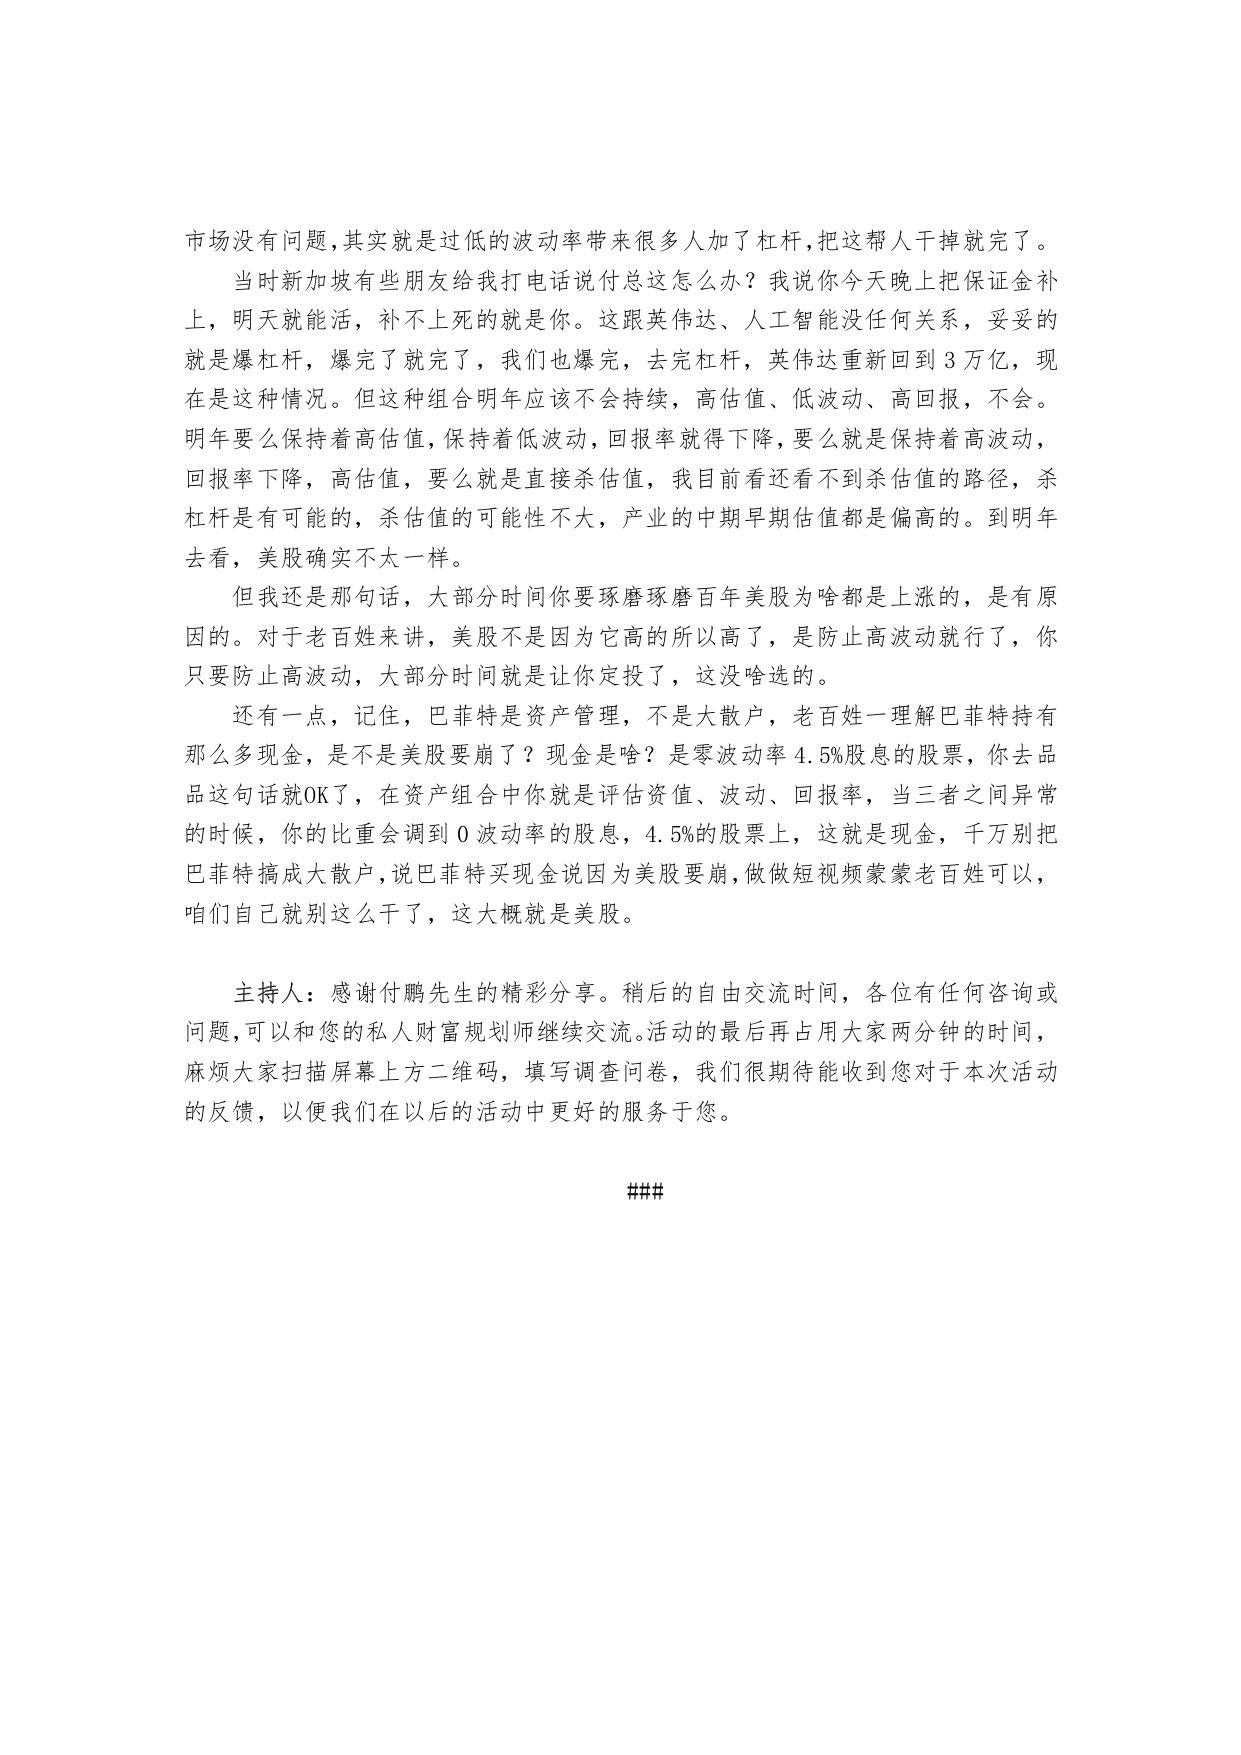 市场没有问题,其实就是过低的波动率带来很多人加了杠杆,把这帮人干掉就完了。
当时新加坡有些朋友给我打电话说付总这怎么办？我说你今天晚上把保证金补
上，明天就能活，补不上死的就是你。这跟英伟达、人工智能没任何关系，妥妥的
就是爆杠杆，爆完了就完了，我们也爆完，去完杠杆，英伟达重新回到 3 万亿，现
在是这种情况。但这种组合明年应该不会持续，高估值、低波动、高回报，不会。
明年要么保持着高估值,保持着低波动,回报率就得下降,要么就是保持着高波动，
回报率下降，高估值，要么就是直接杀估值，我目前看还看不到杀估值的路径，杀
杠杆是有可能的，杀估值的可能性不大，产业的中期早期估值都是偏高的。到明年
去看，美股确实不太一样。
但我还是那句话，大部分时间你要琢磨琢磨百年美股为啥都是上涨的，是有原
因的。对于老百姓来讲，美股不是因为它高的所以高了，是防止高波动就行了，你
只要防止高波动，大部分时间就是让你定投了，这没啥选的。
还有一点，记住，巴菲特是资产管理，不是大散户，老百姓一理解巴菲特持有
那么多现金，是不是美股要崩了？现金是啥？是零波动率 4.5%股息的股票，你去品
品这句话就OK了，在资产组合中你就是评估资值、波动、回报率，当三者之间异常
的时候，你的比重会调到 0 波动率的股息，4.5%的股票上，这就是现金，千万别把
巴菲特搞成大散户,说巴菲特买现金说因为美股要崩,做做短视频蒙蒙老百姓可以，
咱们自己就别这么干了，这大概就是美股。
主持人：感谢付鹏先生的精彩分享。稍后的自由交流时间，各位有任何咨询或
问题,可以和您的私人财富规划师继续交流。活动的最后再占用大家两分钟的时间，
麻烦大家扫描屏幕上方二维码，填写调查问卷，我们很期待能收到您对于本次活动
的反馈，以便我们在以后的活动中更好的服务于您。
###